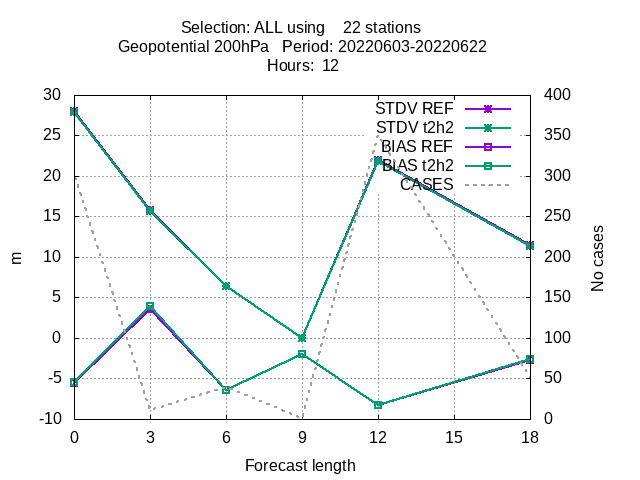 Selection: ALL using    22 stations
Geopotential 200hPa   Period: 20220603-20220622
Hours:  12
30
25
20
15
10
5
0
-5
-10
m
400
350
300
250
200
150
100
50
0
No cases
STDV REF
STDV t2h2
BIAS REF
BIAS t2h2
CASES
0 3 6 9 12 15 18
Forecast length